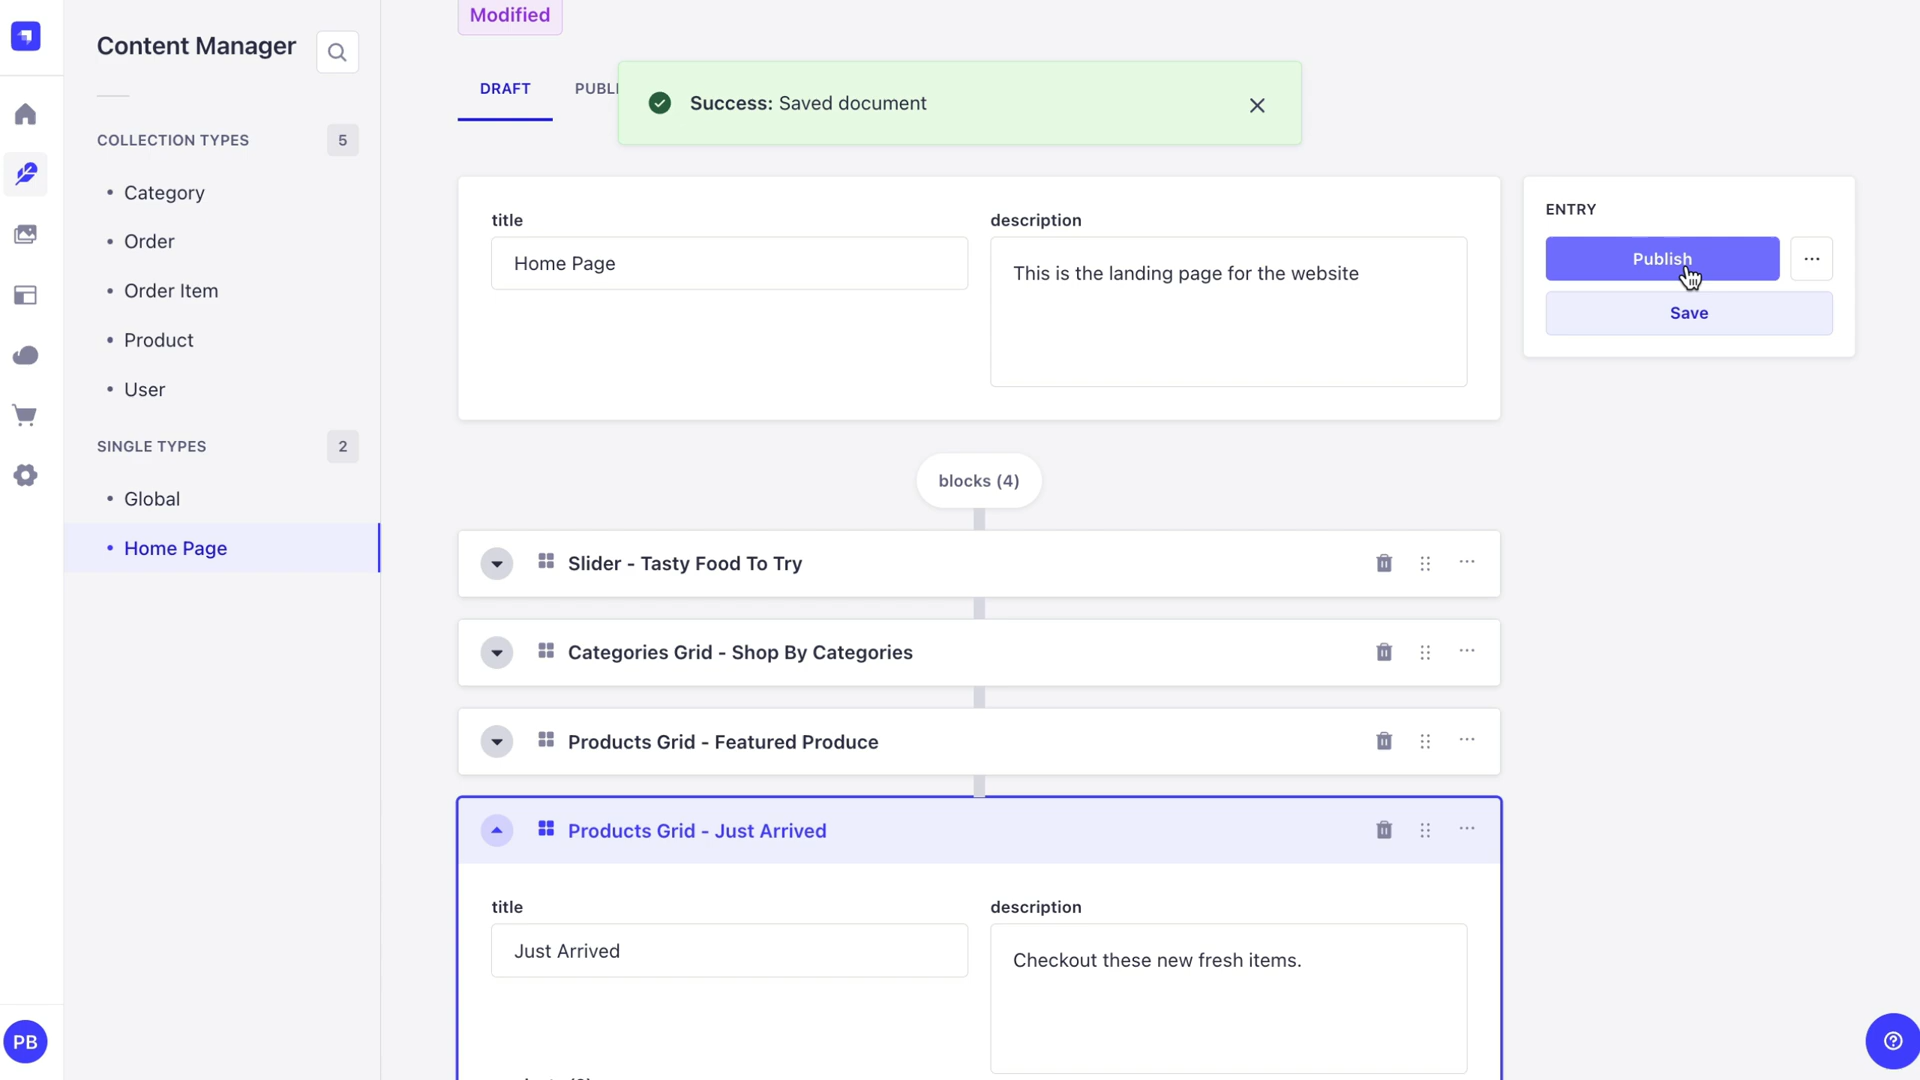 Modified
Content Manager
DRAFT
PUBLI
Success: Saved document
COLLECTION TYPES
5
Category
Order
Order Item
Product
User
SINGLE TYPES
2
Global
Home Page
title
Home Page
description
This is the landing page for the website
ENTRY
Publish
Save
blocks (4)
Slider - Tasty Food To Try
Categories Grid - Shop By Categories
Products Grid - Featured Produce
Products Grid - Just Arrived
title
Just Arrived
description
Checkout these new fresh items.
PB